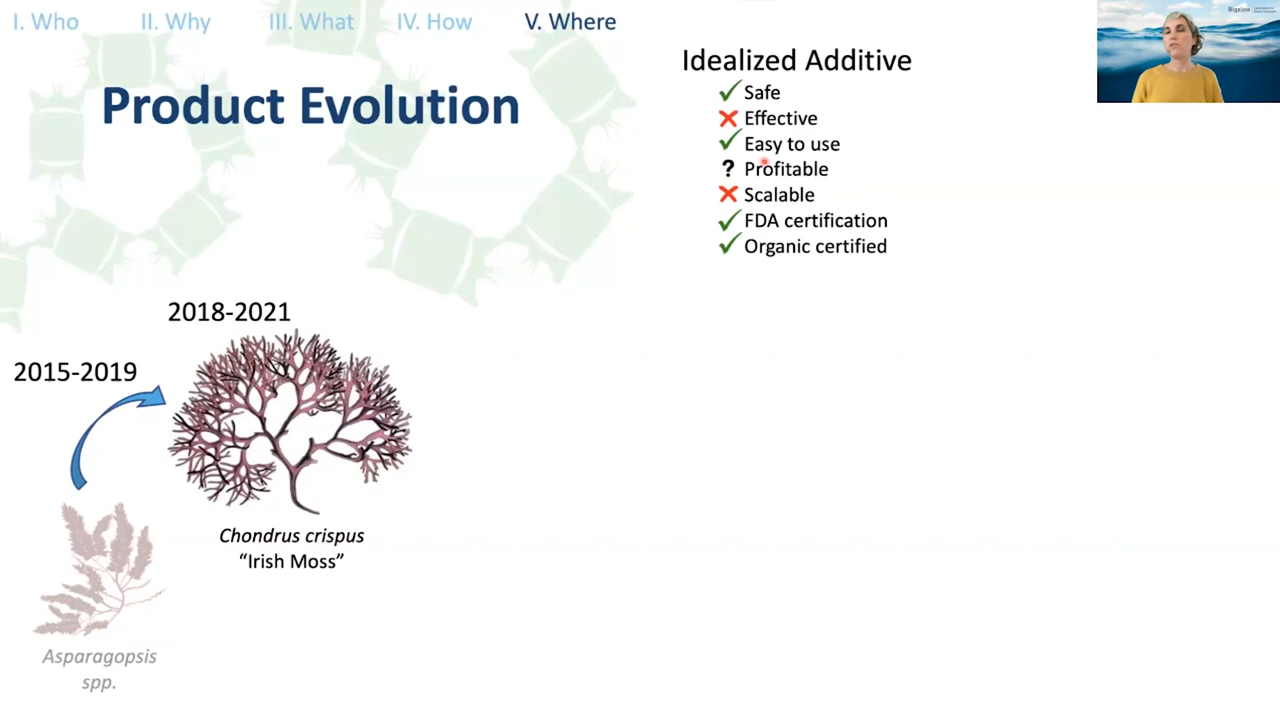 I. Who II. Why III. What IV. How V. Where
Product Evolution
Idealized Additive
Safe
Effective
Easy to use
? Profitable
Scalable
FDA certification
Organic certified
2018-2021
2015-2019
Chondrus crispus
“Irish Moss”
Asparagopsis
spp.
Bigelow